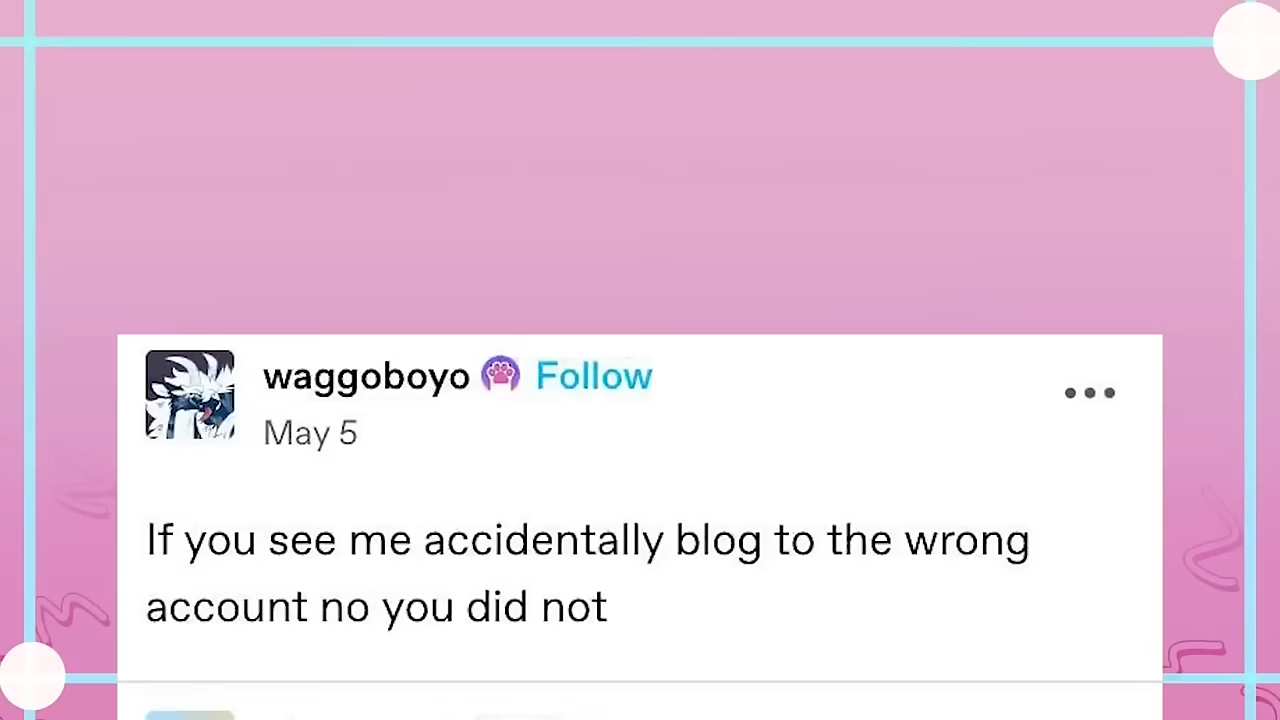 waggoboyo Follow
May 5
If you see me accidentally blog to the wrong
account no you did not